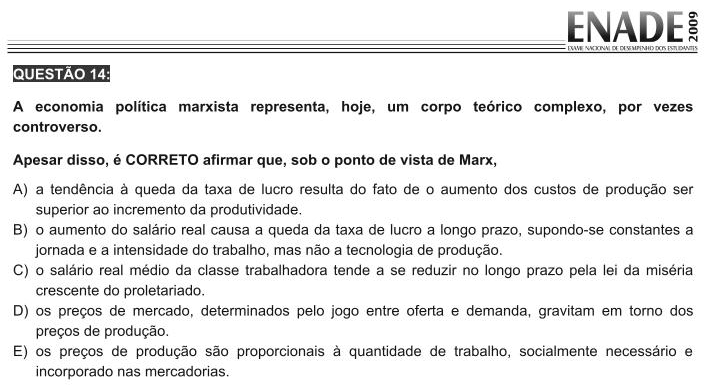 ENADE 2009
EXAME NACIONAL DE DESEMPENHO DOS ESTUDANTES
QUESTÃO 14:
A economia política marxista representa, hoje, um corpo teórico complexo, por vezes
controverso.
Apesar disso, é CORRETO afirmar que, sob o ponto de vista de Marx,
A) a tendência à queda da taxa de lucro resulta do fato de o aumento dos custos de produção ser
superior ao incremento da produtividade.
B) o aumento do salário real causa a queda da taxa de lucro a longo prazo, supondo-se constantes a
jornada e a intensidade do trabalho, mas não a tecnologia de produção.
C) o salário real médio da classe trabalhadora tende a se reduzir no longo prazo pela lei da miséria
crescente do proletariado.
D) os preços de mercado, determinados pelo jogo entre oferta e demanda, gravitam em torno dos
preços de produção.
E) os preços de produção são proporcionais à quantidade de trabalho, socialmente necessário e
incorporado nas mercadorias.